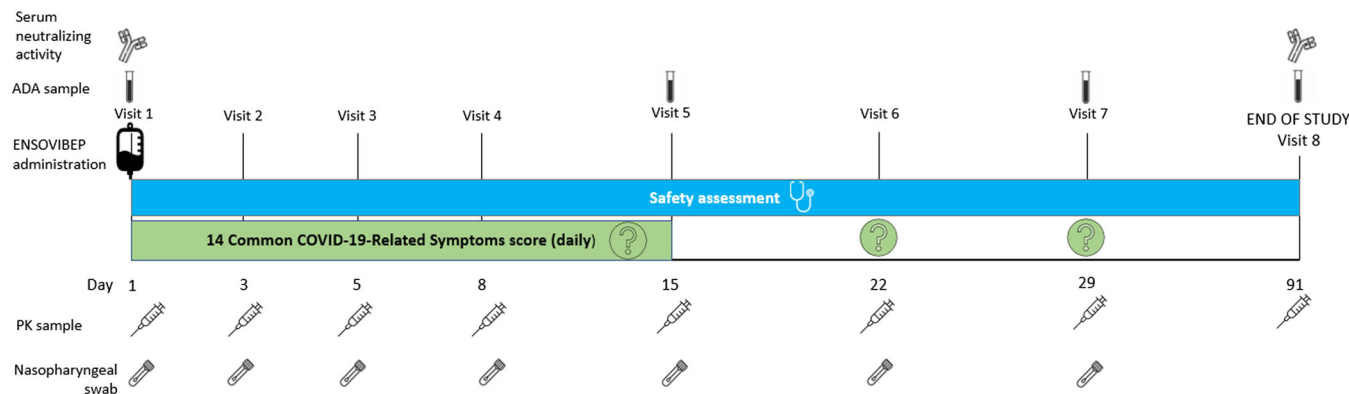 Serum
neutralizing
activity
ADA sample
Visit 1
Visit 2
Visit 3
Visit 4
Visit 5
Visit 6
Visit 7
END OF STUDY
Visit 8
ENSOVIBEP
administration
Safety assessment
14 Common COVID-19-Related Symptoms score (daily)
?
?
?
Day 1 3 5 8 15 22 29 91
PK sample
Nasopharyngeal
swab